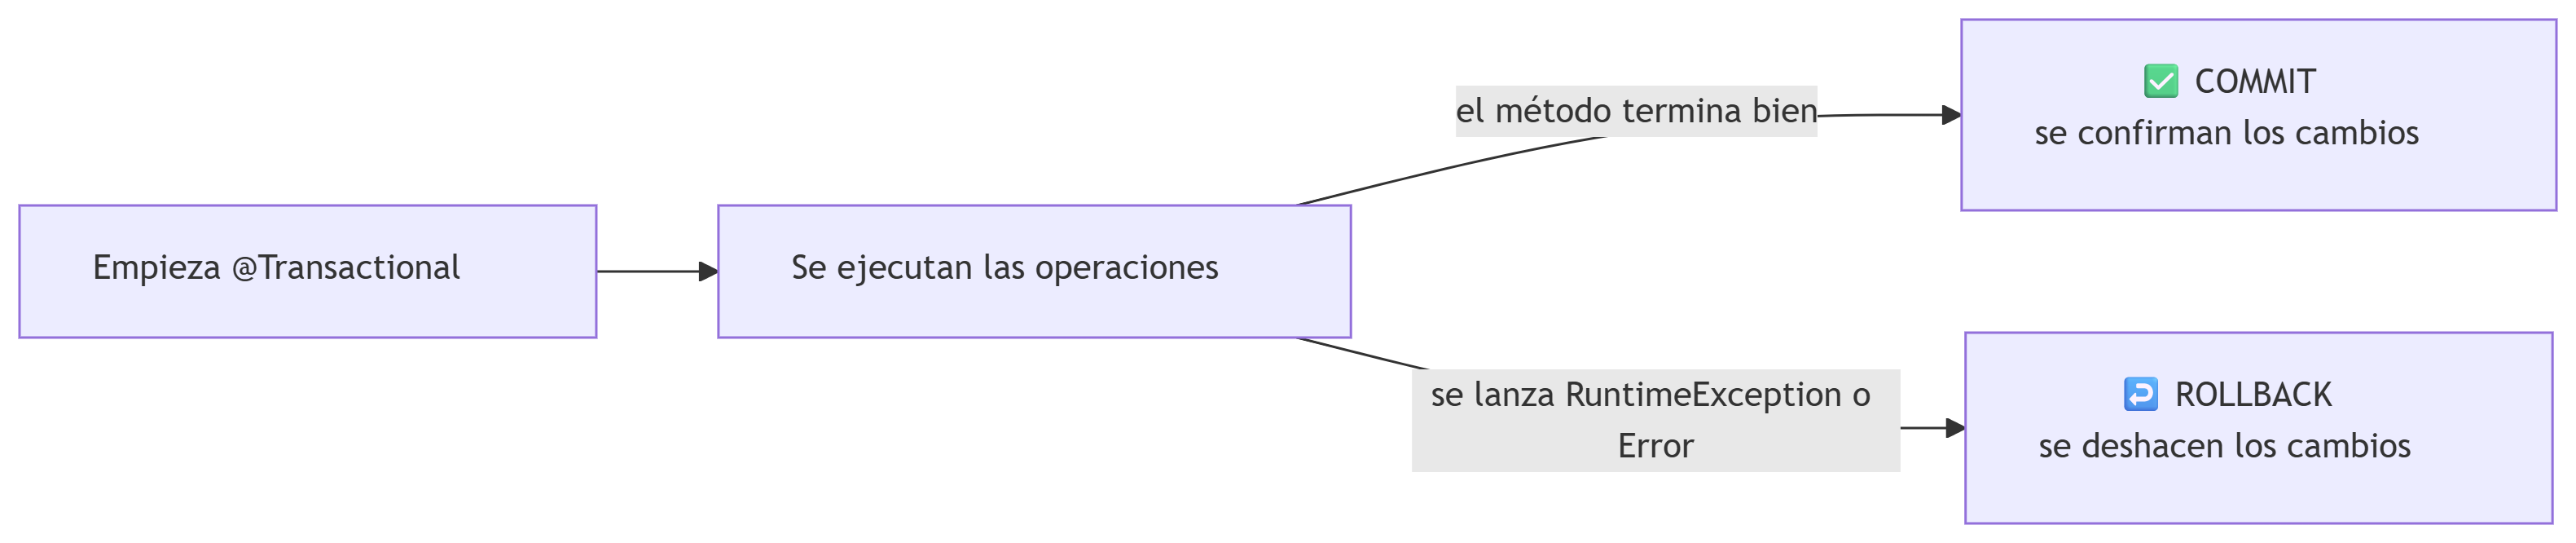 Empieza @Transactional
Se ejecutan las operaciones
el método termina bien
✅ COMMIT
se confirman los cambios
se lanza RuntimeException o
Error
↩️ ROLLBACK
se deshacen los cambios